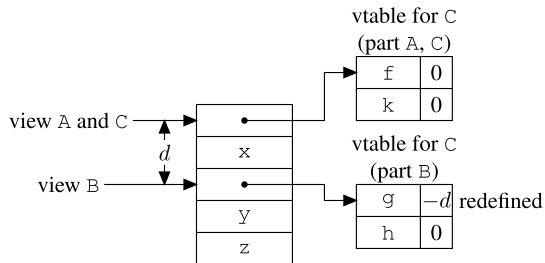 vtable for C
(part A, C)
f 0
k 0
view A and C
d
x
vtable for C
(part B)
view B
g −d redefined
y
h 0
z